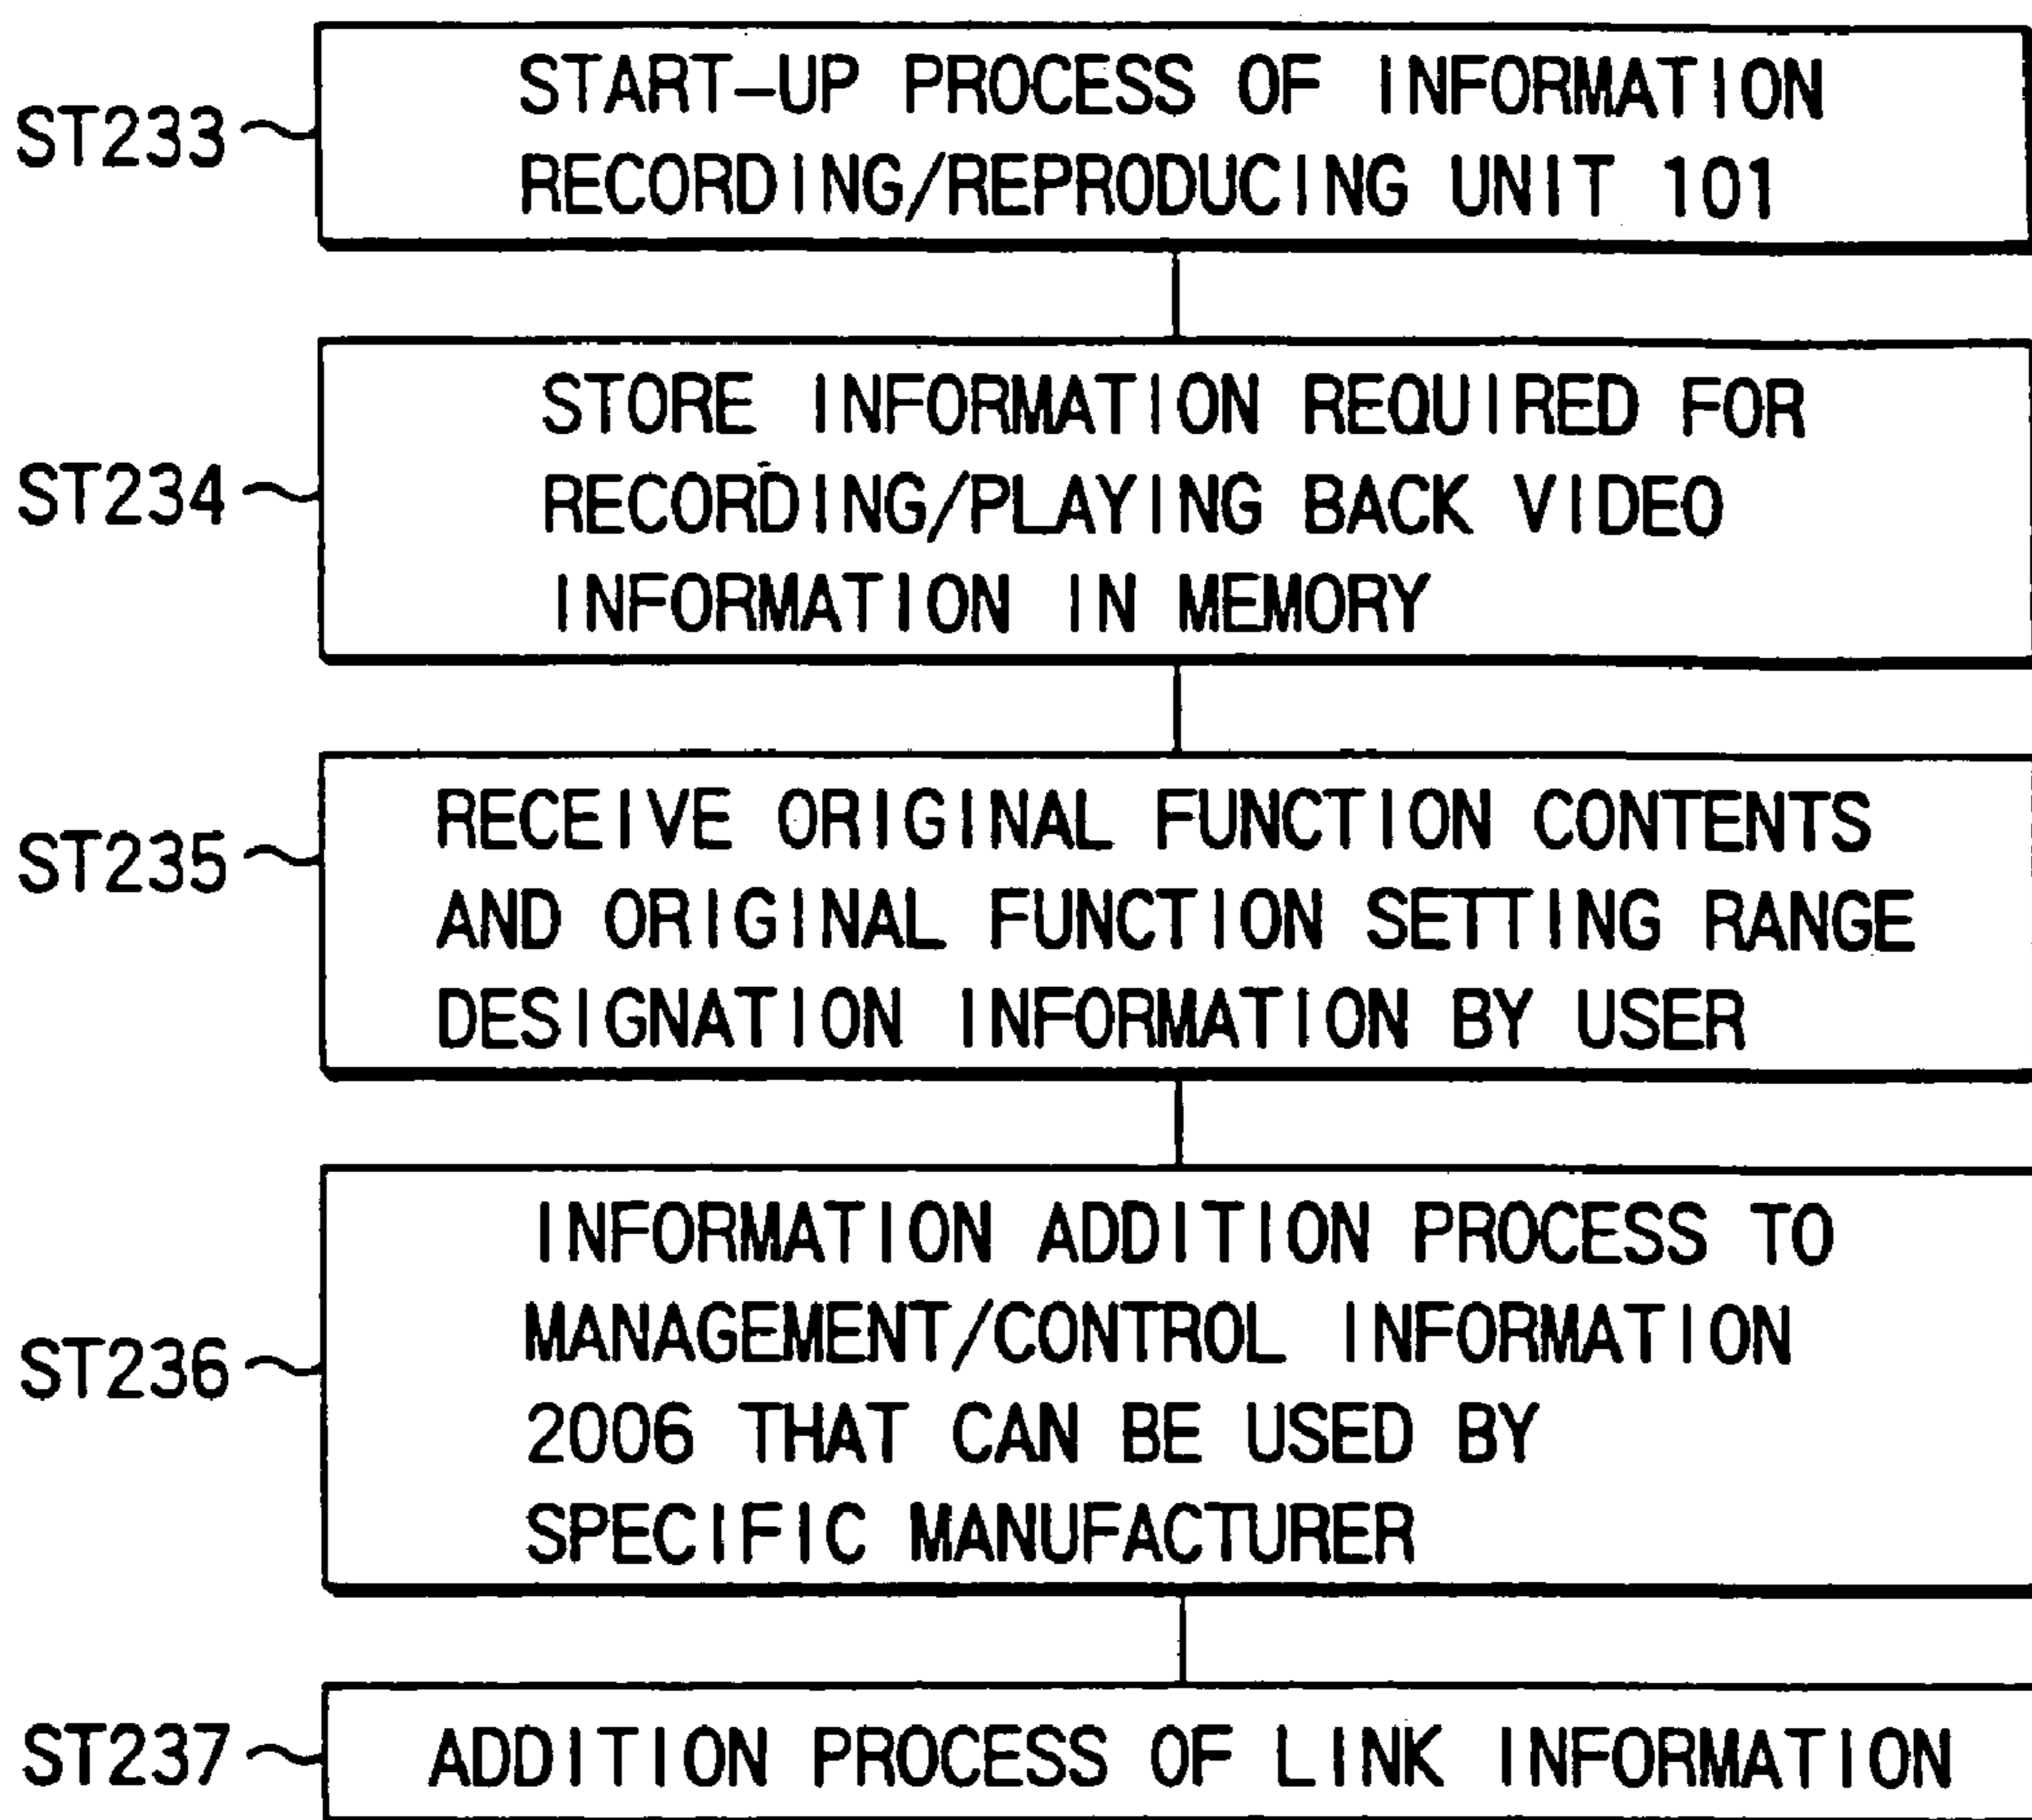 ST233
START-UP PROCESS OF INFORMATION
RECORDING/REPRODUCING UNIT 101
ST234
STORE INFORMATION REQUIRED FOR
RECORDING/PLAYING BACK VIDEO
INFORMATION IN MEMORY
ST235
RECEIVE ORIGINAL FUNCTION CONTENTS
AND ORIGINAL FUNCTION SETTING RANGE
DESIGNATION INFORMATION BY USER
ST236
INFORMATION ADDITION PROCESS TO
MANAGEMENT/CONTROL INFORMATION
2006 THAT CAN BE USED BY
SPECIFIC MANUFACTURER
ST237
ADDITION PROCESS OF LINK INFORMATION